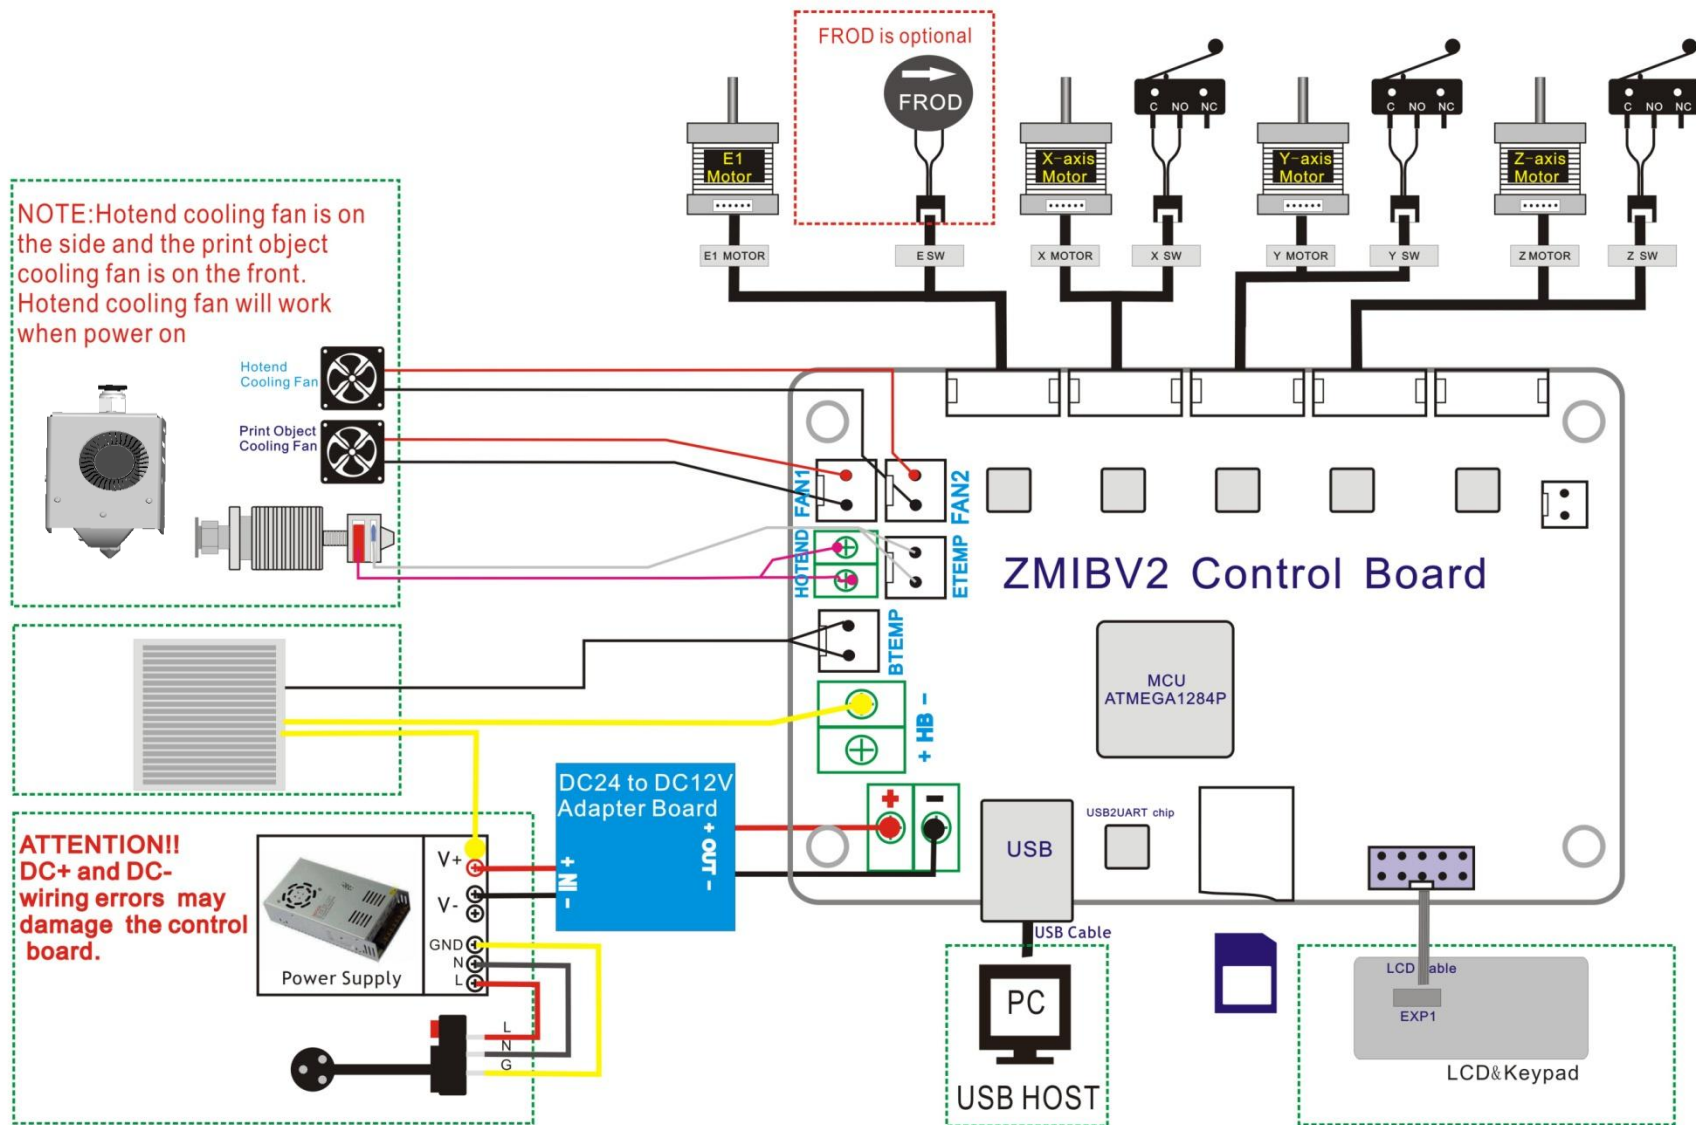 FROD is optional
FROD
C NO NC
C NO NC
C NO NC
E1
Motor
X-axis
Motor
Y-axis
Motor
Z-axis
Motor
E1 MOTOR
E SW
X MOTOR
X SW
Y MOTOR
Y SW
Z MOTOR
Z SW
NOTE:Hotend cooling fan is on
the side and the print object
cooling fan is on the front.
Hotend cooling fan will work
when power on
Hotend
Cooling Fan
Print Object
Cooling Fan
FAN1
FAN2
HOTEND
ETEMP
ZMIBV2 Control Board
BTEMP
MCU
ATMEGA1284P
+ HB -
DC24 to DC12V
Adapter Board
+ OUT -
+ IN -
+ -
USB
USB2UART chip
USB Cable
ATTENTION!!
DC+ and DC-
wiring errors may
damage the control
board.
V+
V-
GND
N
L
Power Supply
L
N
G
PC
USB HOST
LCD able
EXP1
LCD&Keypad